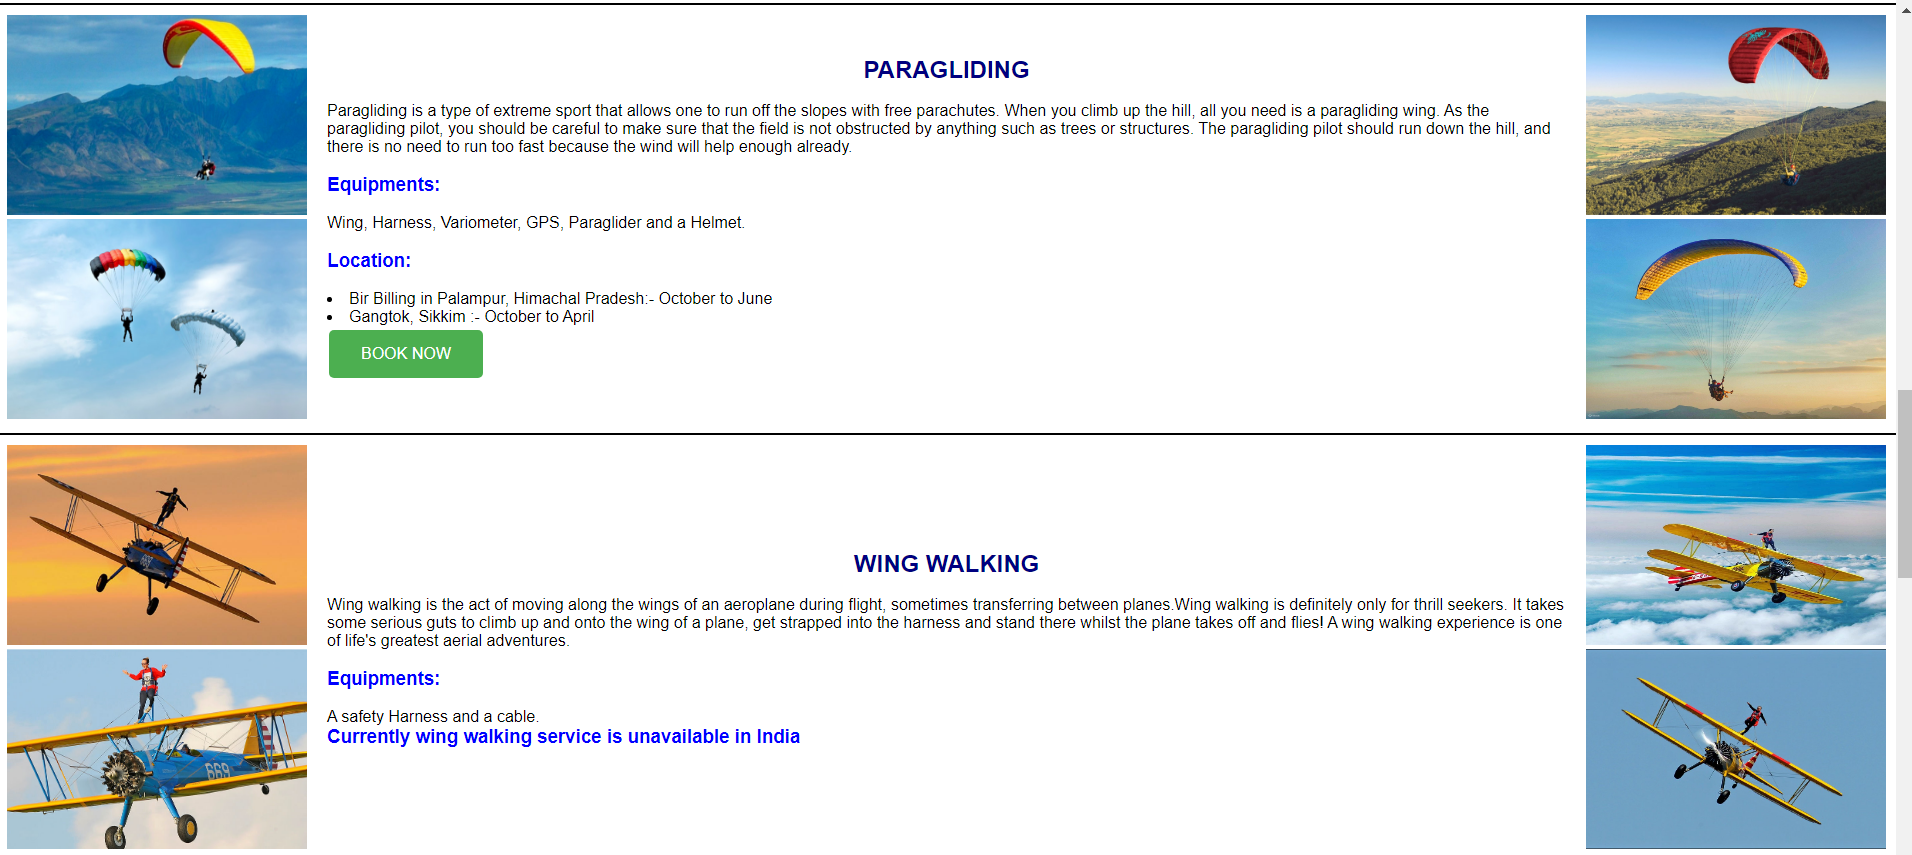 PARAGLIDING
Paragliding is a type of extreme sport that allows one to run off the slopes with free parachutes. When you climb up the hill, all you need is a paragliding wing. As the
paragliding pilot, you should be careful to make sure that the field is not obstructed by anything such as trees or structures. The paragliding pilot should run down the hill, and
there is no need to run too fast because the wind will help enough already.
Equipments:
Wing, Harness, Variometer, GPS, Paraglider and a Helmet.
Location:
• Bir Billing in Palampur, Himachal Pradesh:- October to June
• Gangtok, Sikkim :- October to April
BOOK NOW
WING WALKING
Wing walking is the act of moving along the wings of an aeroplane during flight, sometimes transferring between planes.Wing walking is definitely only for thrill seekers. It takes
some serious guts to climb up and onto the wing of a plane, get strapped into the harness and stand there whilst the plane takes off and flies! A wing walking experience is one
of life's greatest aerial adventures.
Equipments:
A safety Harness and a cable.
Currently wing walking service is unavailable in India
669